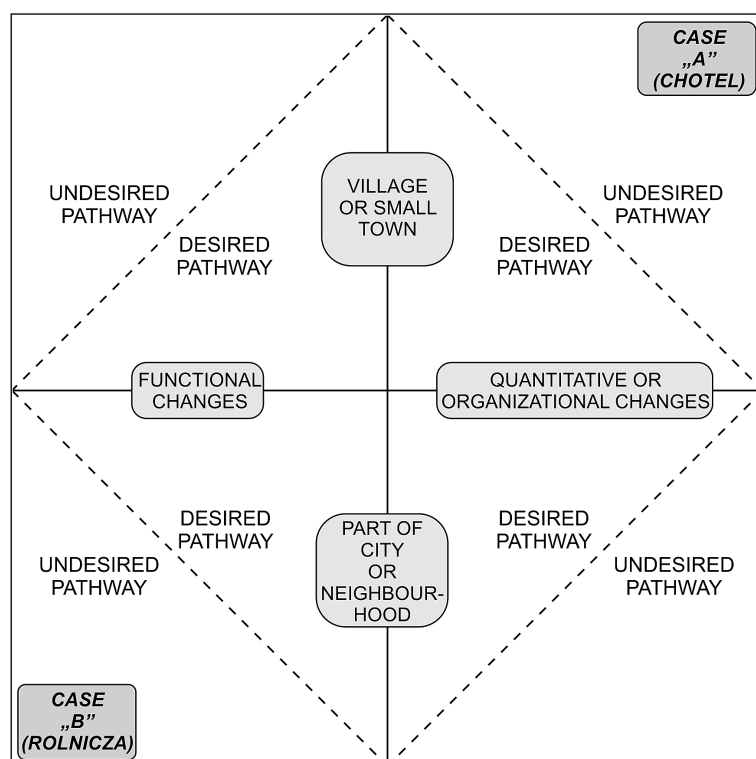 CASE
„A”
(CHOTEL)
VILLAGE
OR SMALL
TOWN
UNDESIRED
PATHWAY
UNDESIRED
PATHWAY
DESIRED
PATHWAY
DESIRED
PATHWAY
FUNCTIONAL
CHANGES
QUANTITATIVE OR
ORGANIZATIONAL CHANGES
DESIRED
PATHWAY
PART OF
CITY
OR
NEIGHBOUR-
HOOD
DESIRED
PATHWAY
UNDESIRED
PATHWAY
UNDESIRED
PATHWAY
CASE
„B”
(ROLNICZA)